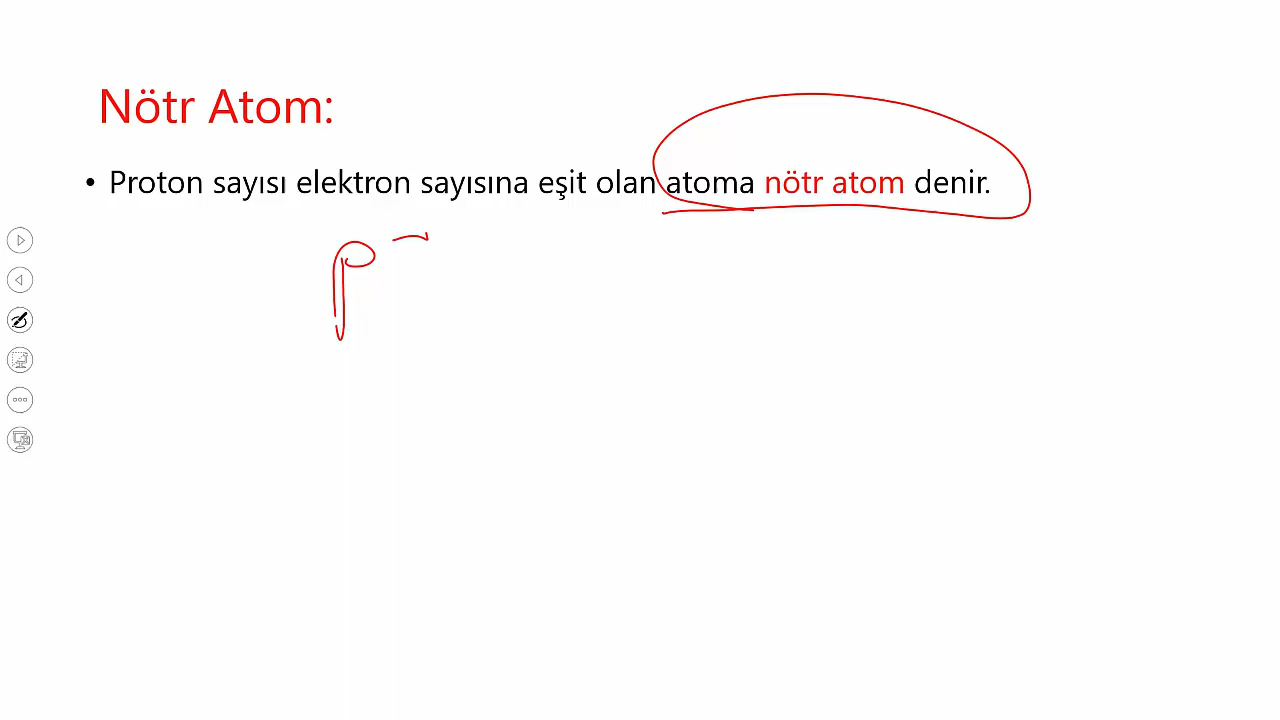 Nötr Atom:
• Proton sayısı elektron sayısına eşit olan atoma nötr atom denir.
p